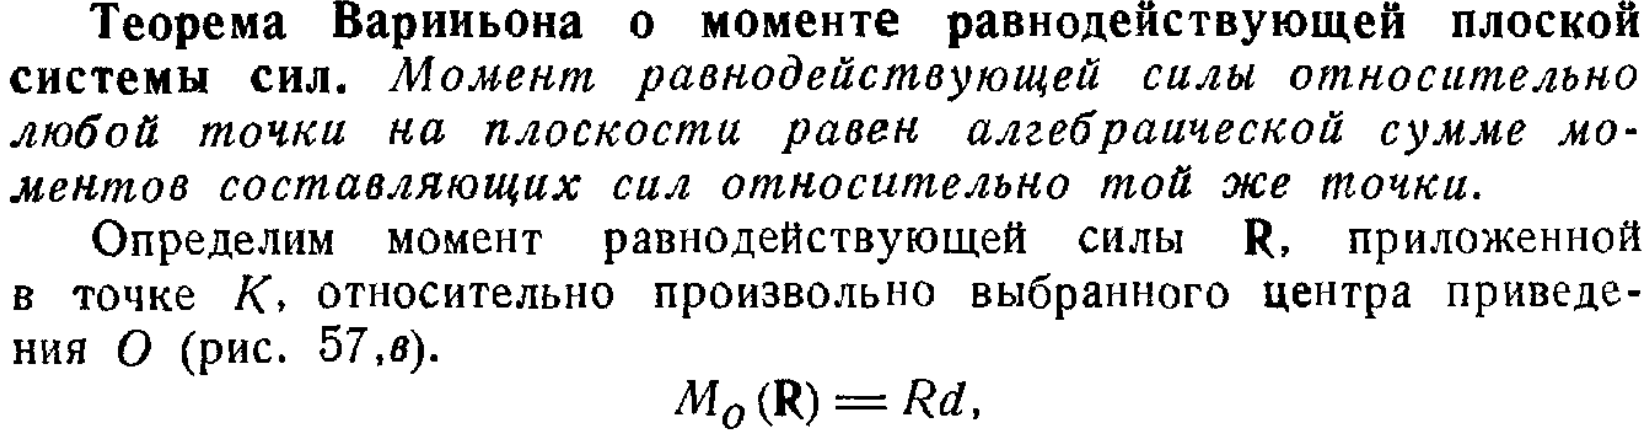 Теорема Вариньона о моменте равнодействующей плоской
системы сил. Момент равнодействующей силы относительно
любой точки на плоскости равен алгебраической сумме мо-
ментов составляющих сил относительно той же точки.
Определим момент равнодействующей силы R, приложенной
в точке K, относительно произвольно выбранного центра приведе-
ния O (рис. 57,в).
M_O (R) = Rd,